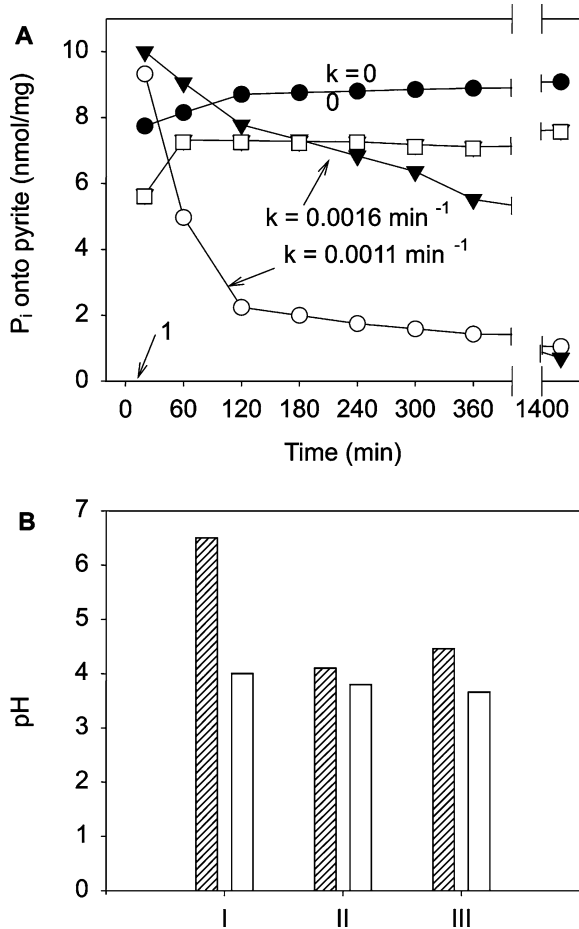 A
10
8
6
4
2
0
Pᵢ onto pyrite (nmol/mg)
k = 0
0
k = 0.0016 min ⁻¹
k = 0.0011 min ⁻¹
1
0 60 120 180 240 300 360 1400
Time (min)
B
7
6
5
4
3
2
1
0
pH
I II III